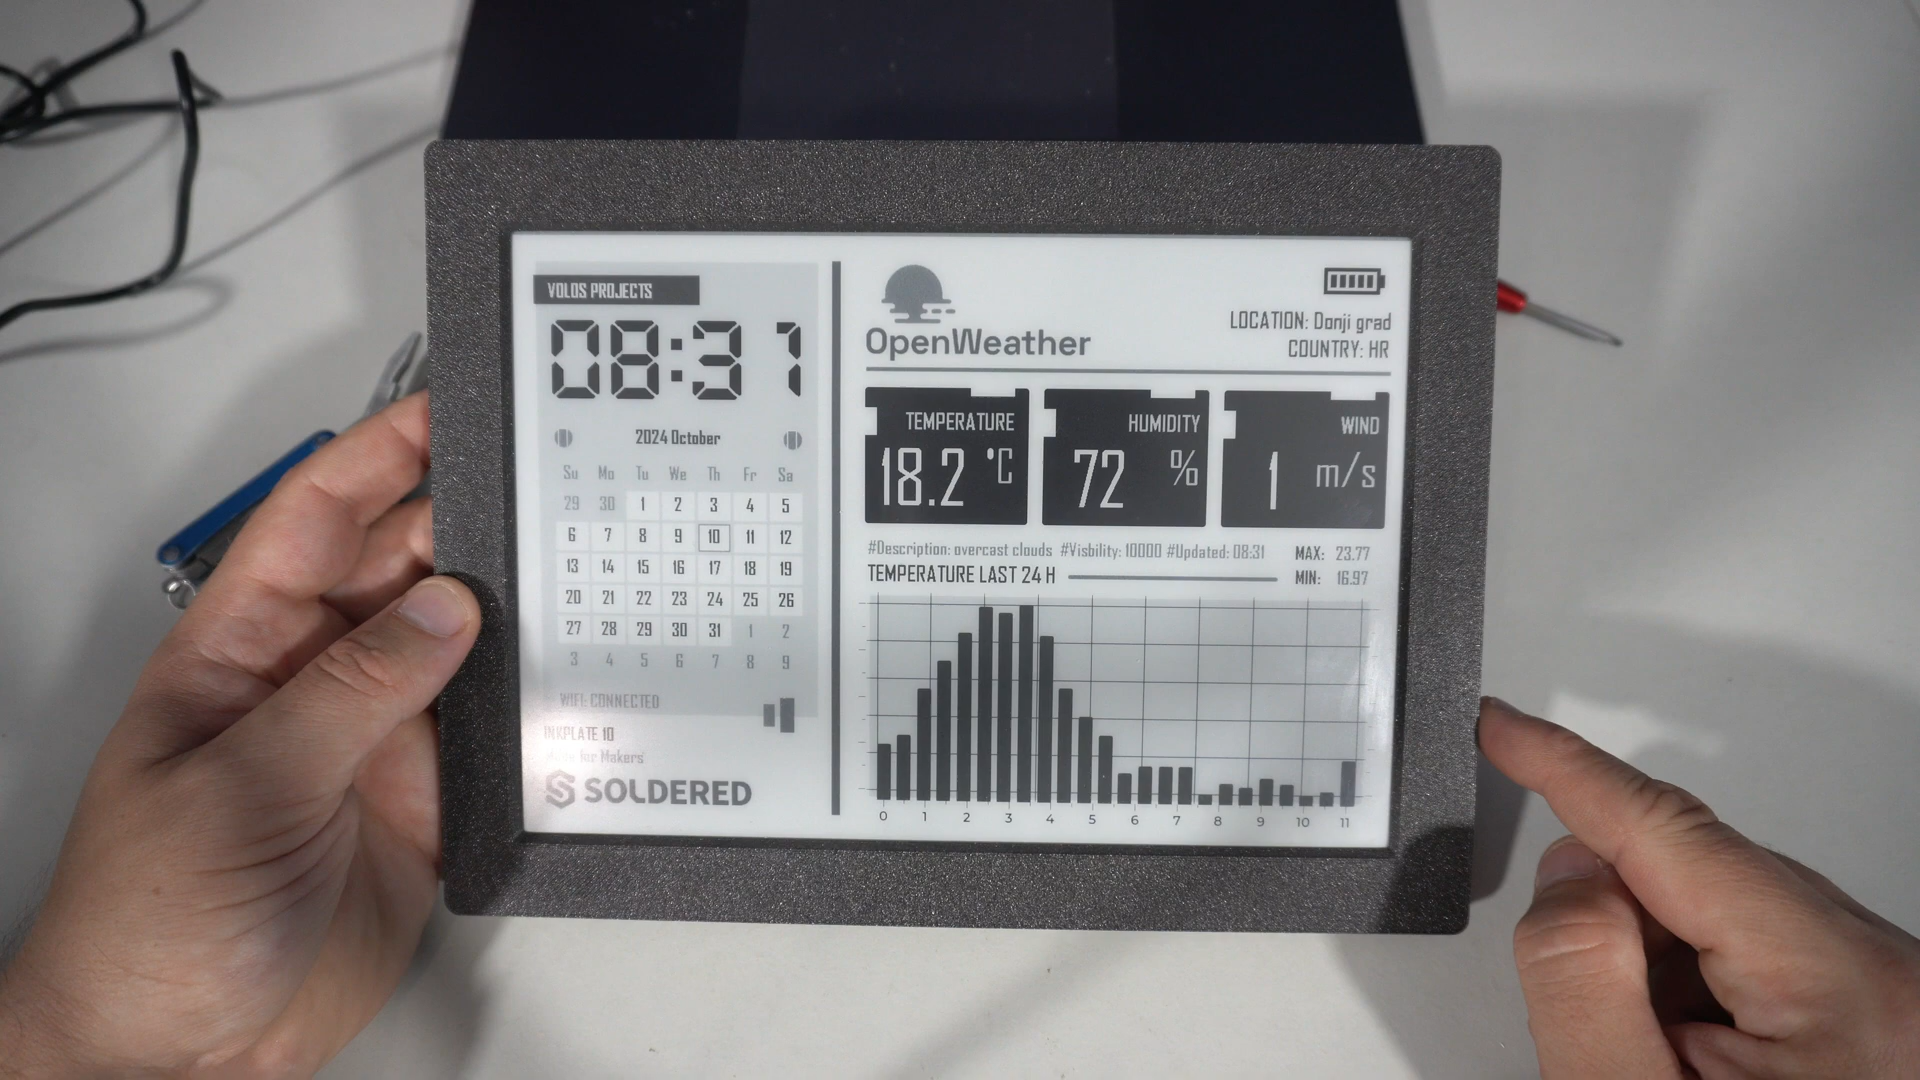 VOLOS PROJECTS
08:37
2024 October
Su Mo Tu We Th Fr Sa
29 30 1 2 3 4 5
6 7 8 9 10 11 12
13 14 15 16 17 18 19
20 21 22 23 24 25 26
27 28 29 30 31 1 2
3 4 5 6 7 8 9
WIFI: CONNECTED
INKPLATE 10
Made for Makers
SOLDERED
OpenWeather
LOCATION: Donji grad
COUNTRY: HR
TEMPERATURE
18.2 °C
HUMIDITY
72 %
WIND
1 m/s
#Description: overcast clouds #Visbility: 10000 #Updated: 08:31
MAX: 23.77
MIN: 16.97
TEMPERATURE LAST 24 H
0 1 2 3 4 5 6 7 8 9 10 11